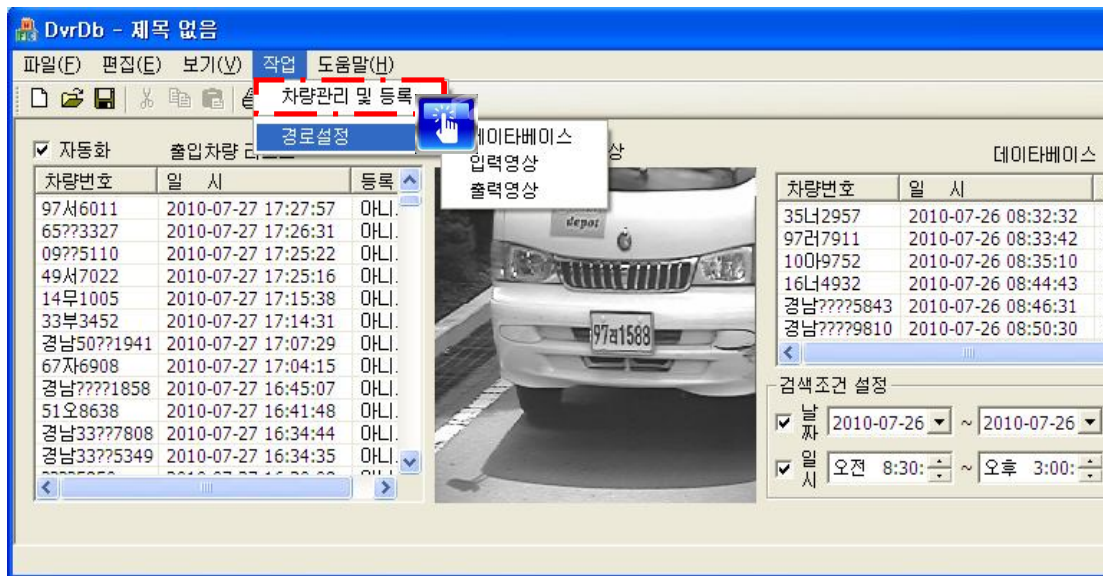 DvrDb - 제목 없음
파일(F) 편집(E) 보기(V) 작업 도움말(H)
차량관리 및 등록
경로설정
데이타베이스
입력영상
출력영상
자동화 출입차량 상 데이타베이스
차량번호 일 시 등록
97서6011 2010-07-27 17:27:57 아니.
65??3327 2010-07-27 17:26:31 아니.
09??5110 2010-07-27 17:25:22 아니.
49서7022 2010-07-27 17:25:16 아니.
14무1005 2010-07-27 17:15:38 아니.
33부3452 2010-07-27 17:14:31 아니.
경남50??1941 2010-07-27 17:07:29 아니.
67자6908 2010-07-27 17:04:15 아니.
경남????1858 2010-07-27 16:45:07 아니.
51오8638 2010-07-27 16:41:48 아니.
경남33??7808 2010-07-27 16:34:44 아니.
경남33??5349 2010-07-27 16:34:35 아니.
depot
차량번호 일 시
35너2957 2010-07-26 08:32:32
97러7911 2010-07-26 08:33:42
10마9752 2010-07-26 08:35:10
16너4932 2010-07-26 08:44:43
경남????5843 2010-07-26 08:46:31
경남????9810 2010-07-26 08:50:30
검색조건 설정
날짜 2010-07-26 ~ 2010-07-26
일시 오전 8:30: ~ 오후 3:00: